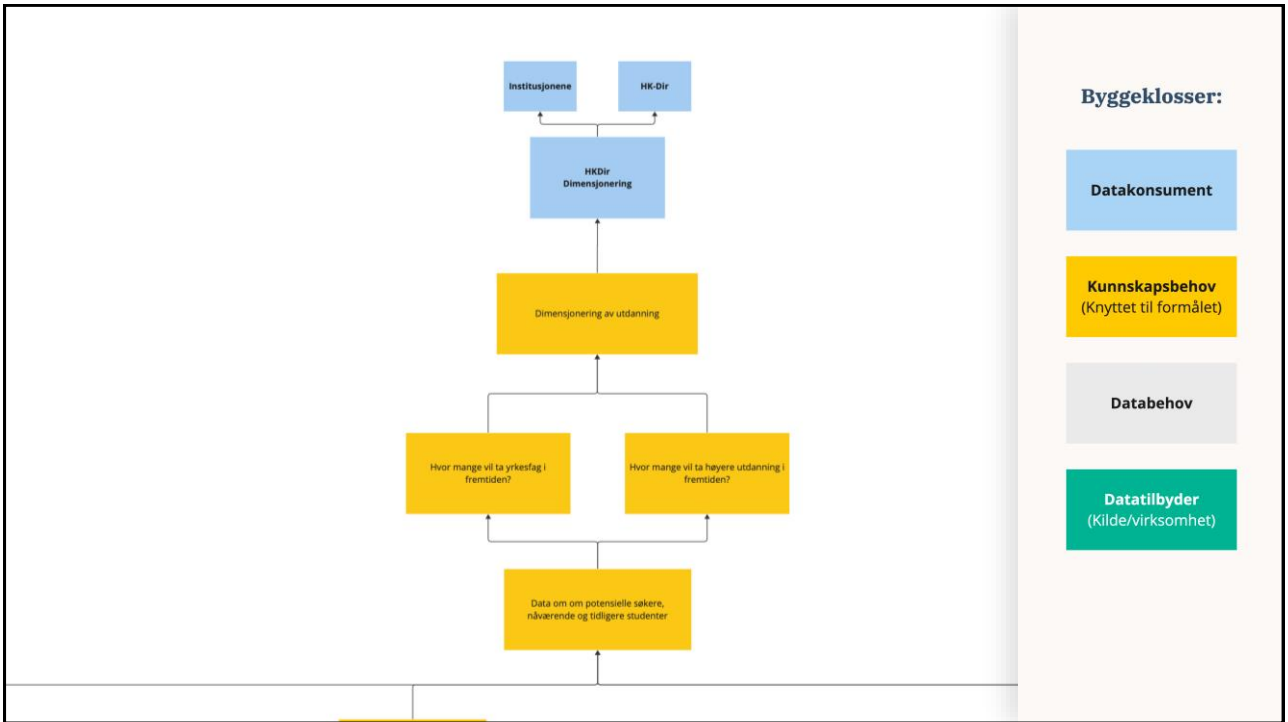 Institusjonene
HK-Dir
HKDir
Dimensjonering
Dimensjonering av utdanning
Hvor mange vil ta yrkesfag i
fremtiden?
Hvor mange vil ta høyere utdanning i
fremtiden?
Data om om potensielle søkere,
nåværende og tidligere studenter
Byggeklosser:
Datakonsument
Kunnskapsbehov
(Knyttet til formålet)
Databehov
Datatilbyder
(Kilde/virksomhet)